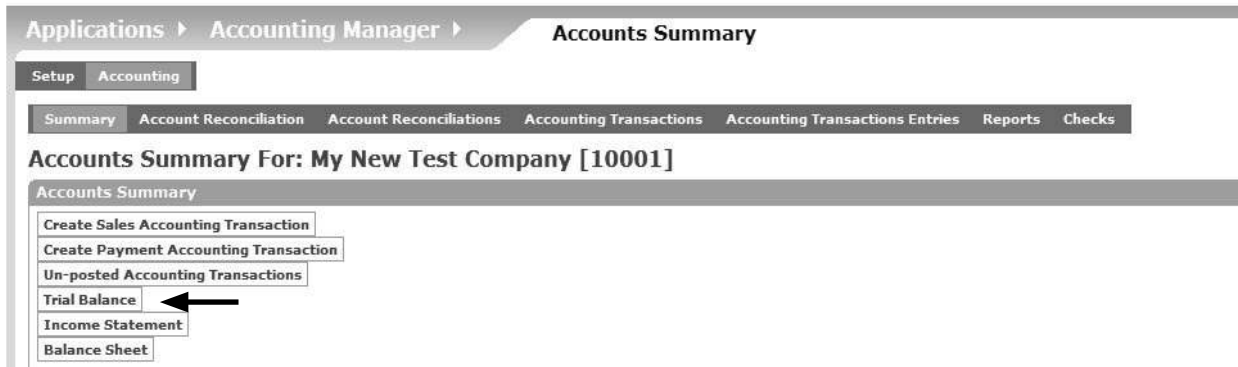 Applications Accounting Manager Accounts Summary
Setup Accounting
Summary Account Reconciliation Account Reconciliations Accounting Transactions Accounting Transactions Entries Reports Checks
Accounts Summary For: My New Test Company [10001]
Accounts Summary
Create Sales Accounting Transaction
Create Payment Accounting Transaction
Un-posted Accounting Transactions
Trial Balance
Income Statement
Balance Sheet